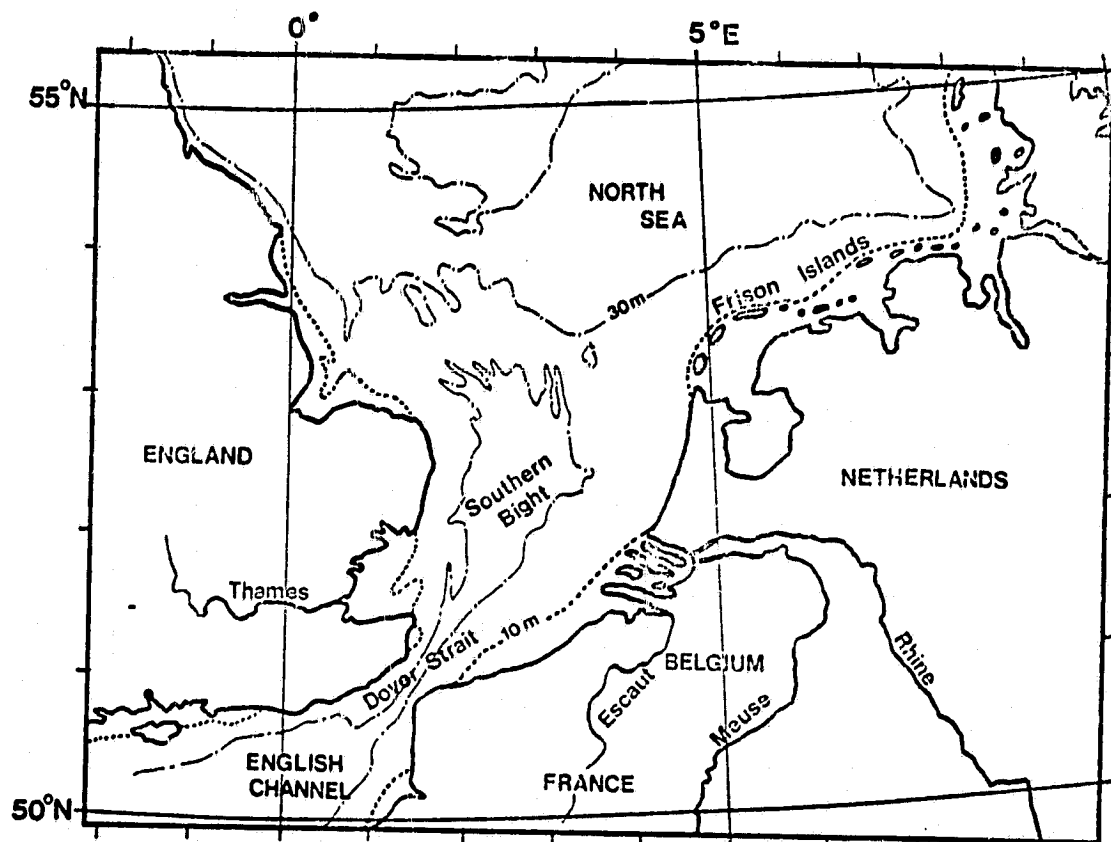 0°
5°E
55°N
NORTH
SEA
Frison Islands
30m
ENGLAND
Southern
Bight
NETHERLANDS
Thames
10m
Dover Strait
BELGIUM
Escaut
Meuse
Rhine
ENGLISH
CHANNEL
FRANCE
50°N